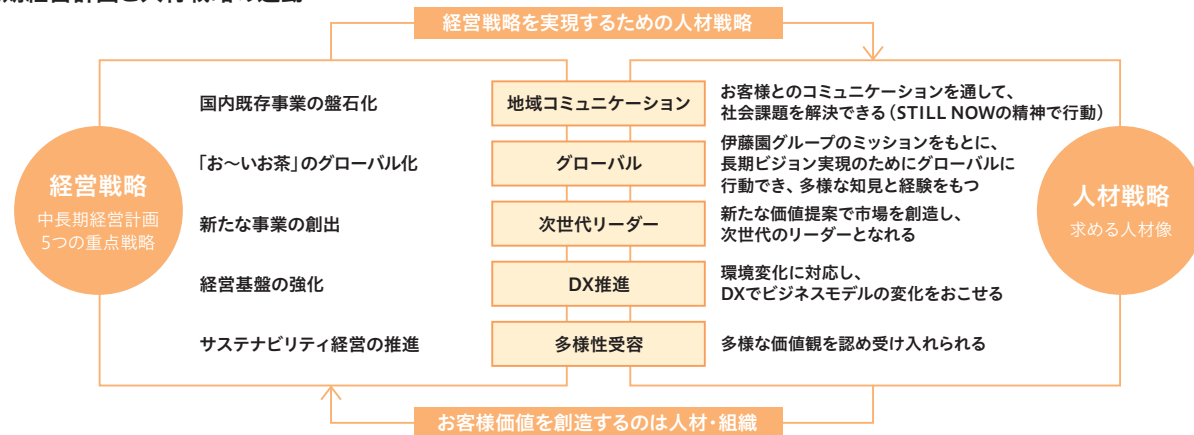 経営戦略を実現するための人材戦略
経営戦略
中長期経営計画
5つの重点戦略
国内既存事業の盤石化
地域コミュニケーション
お客様とのコミュニケーションを通して、
社会課題を解決できる（STILL NOWの精神で行動）
「お～いお茶」のグローバル化
グローバル
伊藤園グループのミッションをもとに、
長期ビジョン実現のためにグローバルに
行動でき、多様な知見と経験をもつ
新たな事業の創出
次世代リーダー
新たな価値提案で市場を創造し、
次世代のリーダーとなれる
経営基盤の強化
DX推進
環境変化に対応し、
DXでビジネスモデルの変化をおこせる
サステナビリティ経営の推進
多様性受容
多様な価値観を認め受け入れられる
人材戦略
求める人材像
お客様価値を創造するのは人材・組織